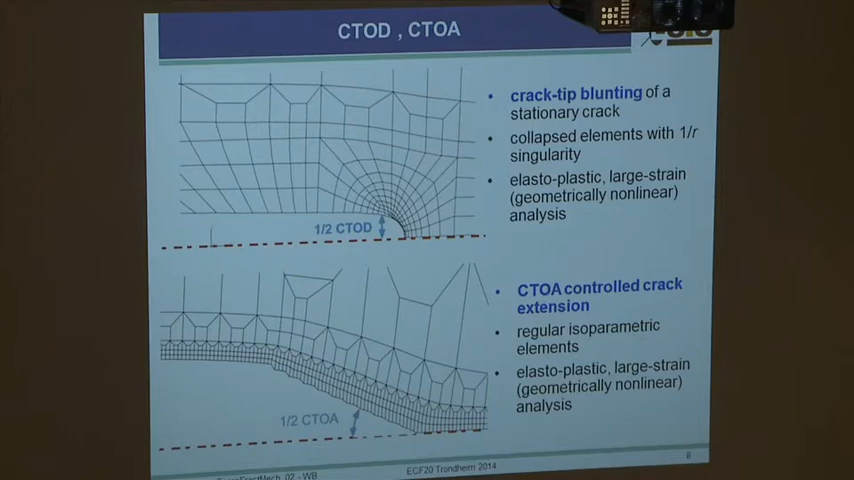 CTOD , CTOA
crack-tip blunting of a
stationary crack
collapsed elements with 1/r
singularity
elasto-plastic, large-strain
(geometrically nonlinear)
analysis
1/2 CTOD
CTOA controlled crack
extension
regular isoparametric
elements
elasto-plastic, large-strain
(geometrically nonlinear)
analysis
1/2 CTOA
02 - WB
ECF20 Trondheim 2014